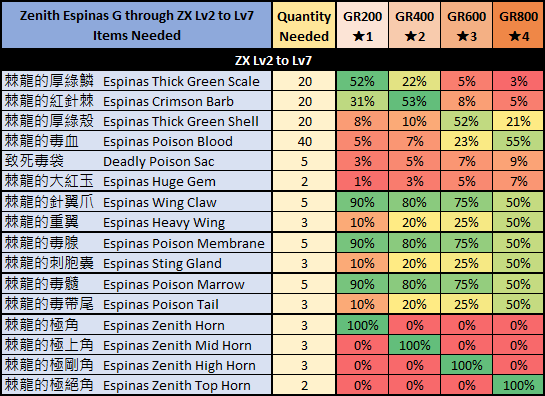 Zenith Espinas G through ZX Lv2 to Lv7 Items Needed Quantity Needed GR200 ★1 GR400 ★2 GR600 ★3 GR800 ★4
ZX Lv2 to Lv7
棘龍的厚綠鱗 Espinas Thick Green Scale 20 52% 22% 5% 3%
棘龍的紅針棘 Espinas Crimson Barb 20 31% 53% 8% 5%
棘龍的厚綠殼 Espinas Thick Green Shell 20 8% 10% 52% 21%
棘龍的毒血 Espinas Poison Blood 40 5% 7% 23% 55%
致死毒袋 Deadly Poison Sac 5 3% 5% 7% 9%
棘龍的大紅玉 Espinas Huge Gem 2 1% 3% 5% 7%
棘龍的針翼爪 Espinas Wing Claw 5 90% 80% 75% 50%
棘龍的重翼 Espinas Heavy Wing 3 10% 20% 25% 50%
棘龍的毒腺 Espinas Poison Membrane 5 90% 80% 75% 50%
棘龍的刺胞囊 Espinas Sting Gland 3 10% 20% 25% 50%
棘龍的毒髓 Espinas Poison Marrow 5 90% 80% 75% 50%
棘龍的毒帶尾 Espinas Poison Tail 3 10% 20% 25% 50%
棘龍的極角 Espinas Zenith Horn 3 100% 0% 0% 0%
棘龍的極上角 Espinas Zenith Mid Horn 3 0% 100% 0% 0%
棘龍的極剛角 Espinas Zenith High Horn 3 0% 0% 100% 0%
棘龍的極絕角 Espinas Zenith Top Horn 2 0% 0% 0% 100%